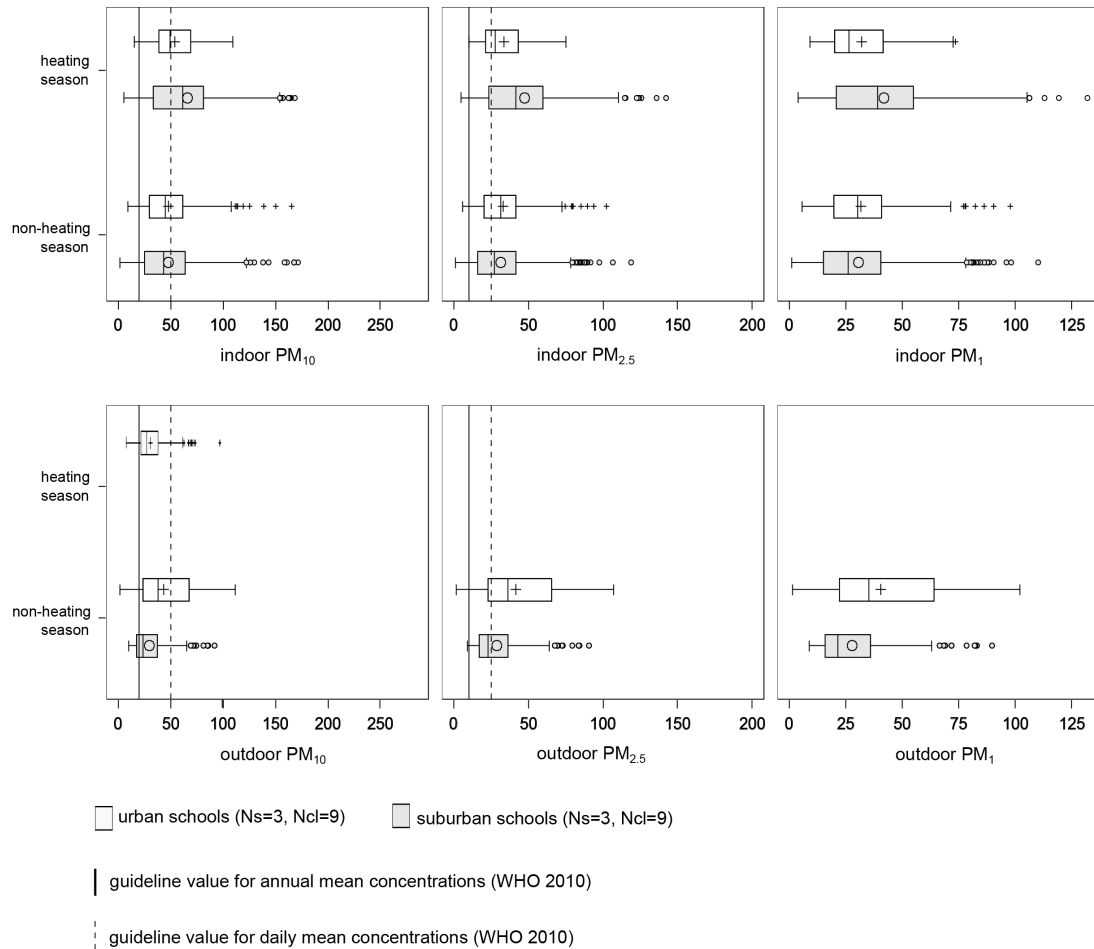 heating
season
non-heating
season
0 50 100 150 200 250
0 50 100 150 200
0 25 50 75 100 125
indoor PM10
indoor PM2.5
indoor PM1
heating
season
non-heating
season
0 50 100 150 200 250
0 50 100 150 200
0 25 50 75 100 125
outdoor PM10
outdoor PM2.5
outdoor PM1
urban schools (Ns=3, Ncl=9)
suburban schools (Ns=3, Ncl=9)
guideline value for annual mean concentrations (WHO 2010)
guideline value for daily mean concentrations (WHO 2010)